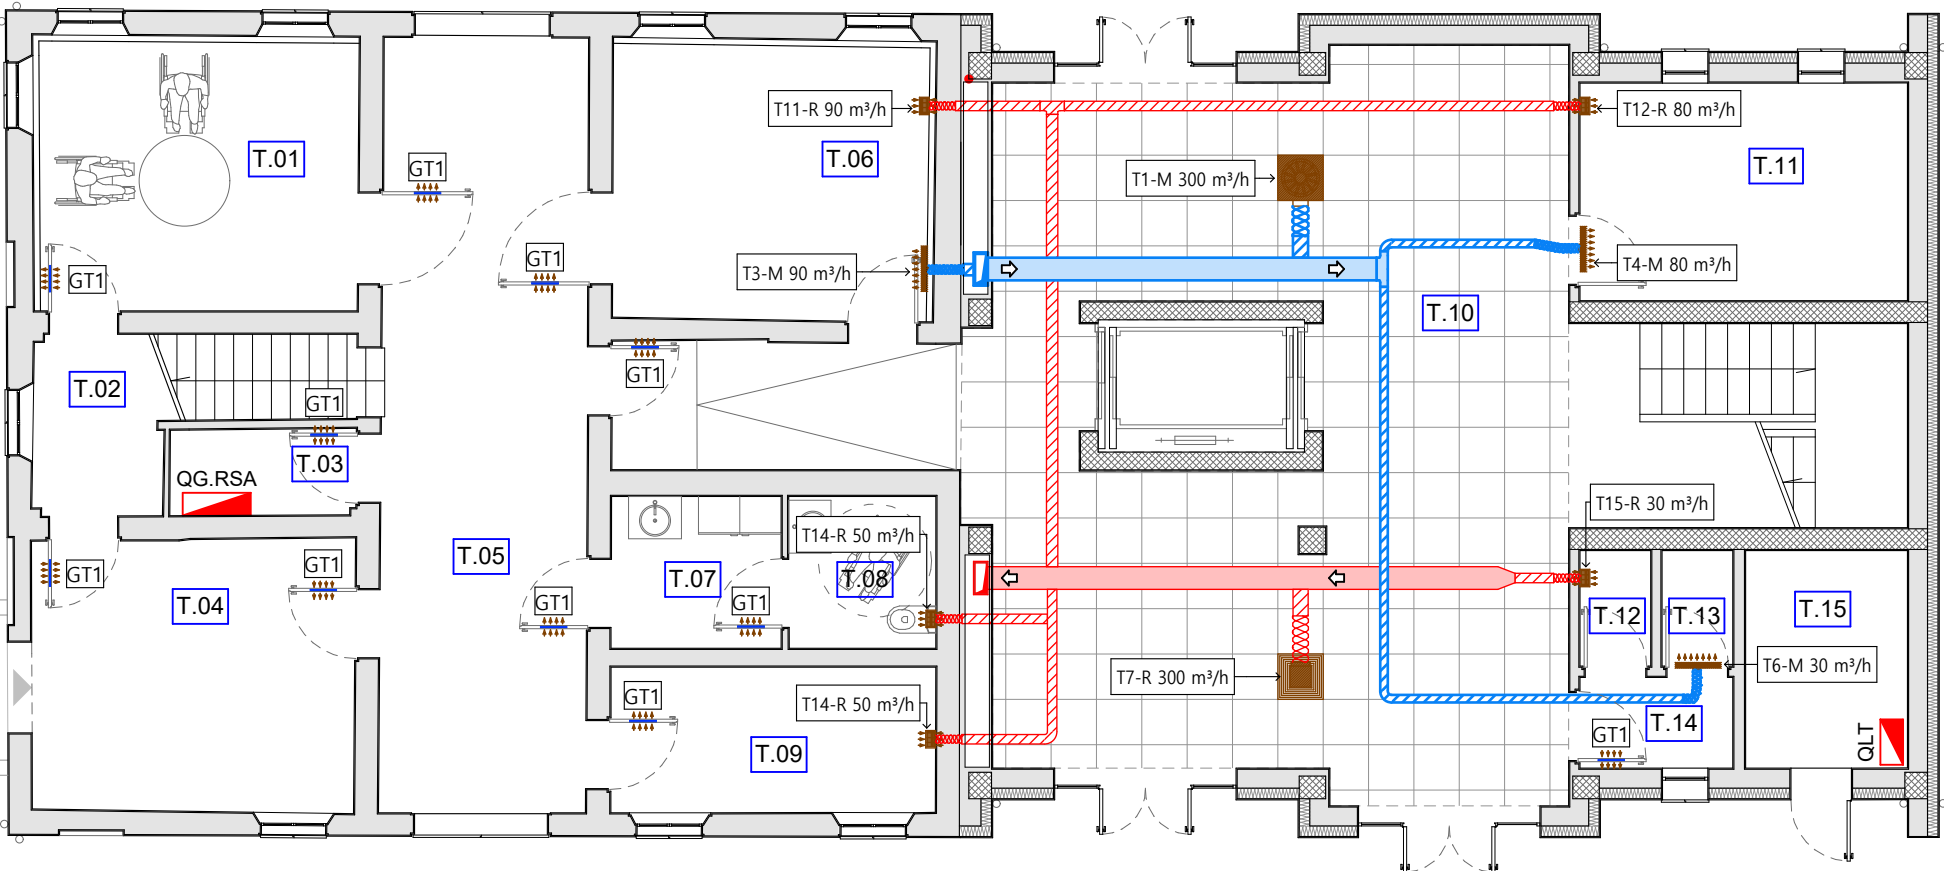 T11-R 90 m³/h
T12-R 80 m³/h
T.01
GT1
T.06
T1-M 300 m³/h
T.11
GT1
GT1
T3-M 90 m³/h
T4-M 80 m³/h
T.10
T.02
GT1
GT1
T.03
QG.RSA
T15-R 30 m³/h
T14-R 50 m³/h
T.05
GT1
GT1
T.07
T.08
T.04
GT1
GT1
T.12
T.13
T.15
T7-R 300 m³/h
T6-M 30 m³/h
GT1
T14-R 50 m³/h
T.14
GT1
QLT
T.09